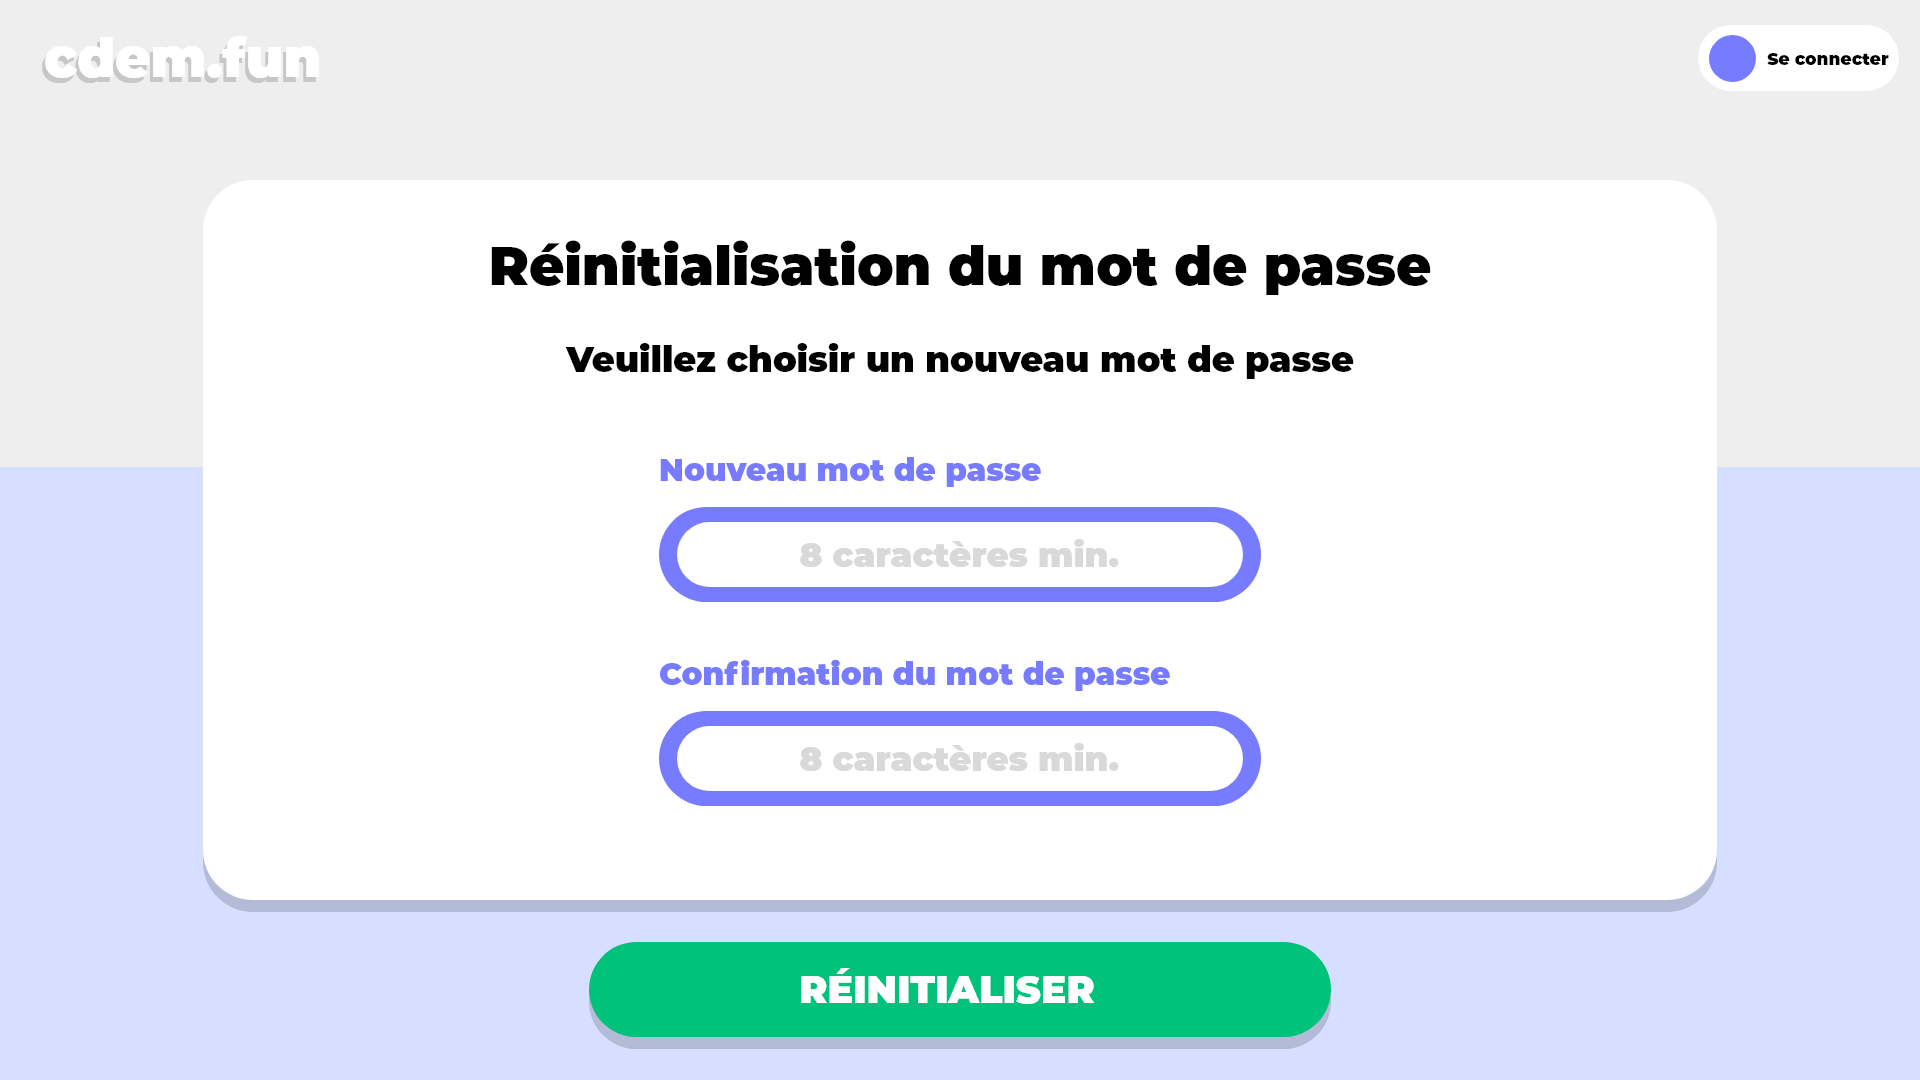 cdem.fun
Se connecter
Réinitialisation du mot de passe
Veuillez choisir un nouveau mot de passe
Nouveau mot de passe
8 caractères min.
Confirmation du mot de passe
8 caractères min.
RÉINITIALISER